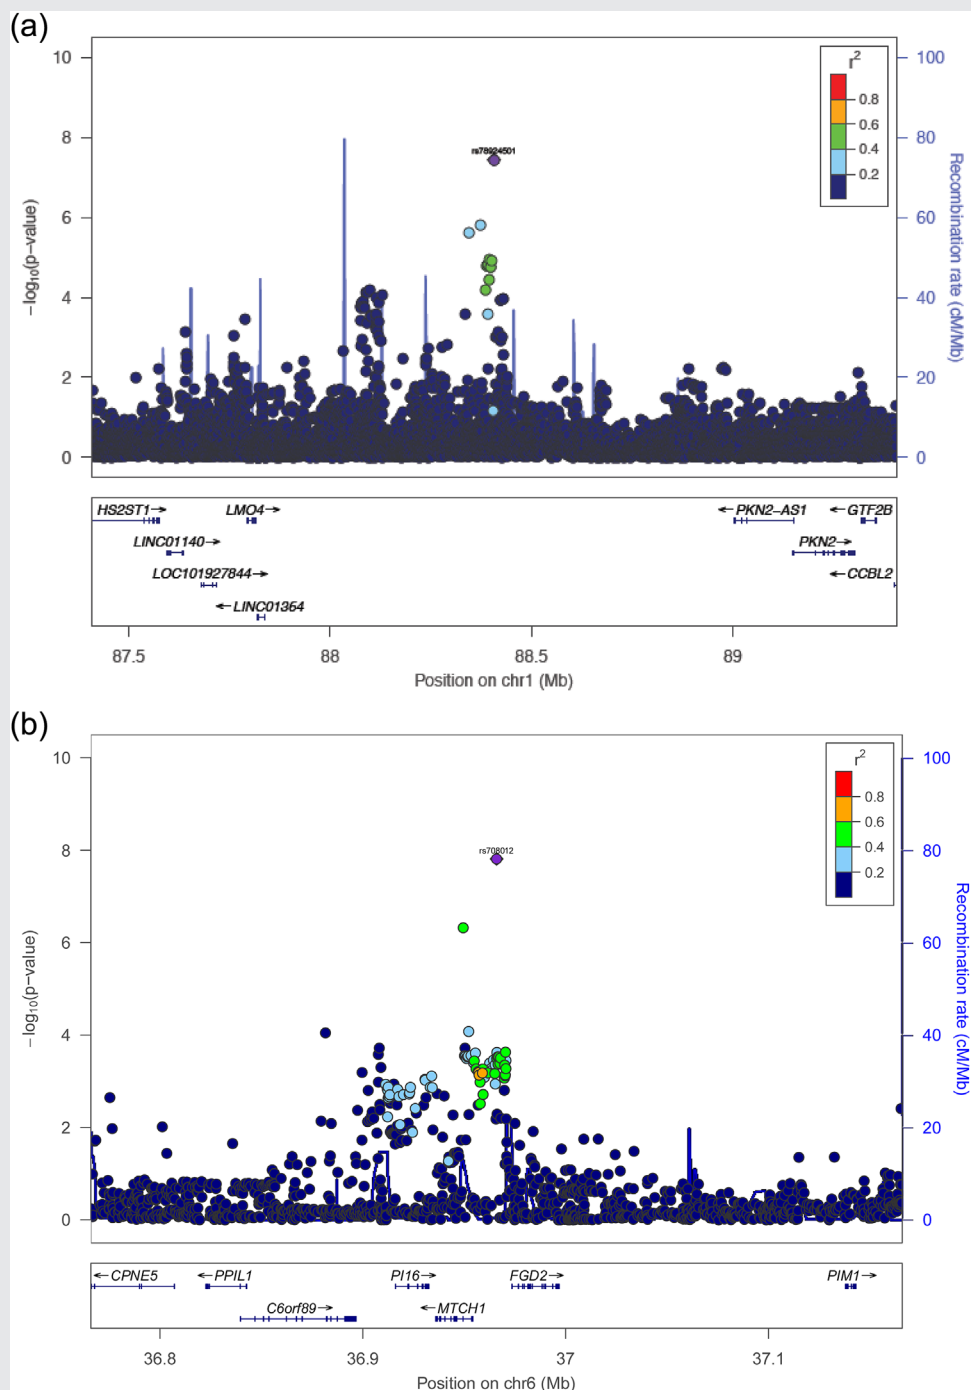 (a)
10
8
6
4
2
0
−log10(p−value)
100
80
60
40
20
0
Recombination rate (cM/Mb)
r2
0.8
0.6
0.4
0.2
rs78924501
HS2ST1→
LMO4→
←PKN2−AS1
←GTF2B
LINC01140→
PKN2→
LOC101927844→
←CCBL2
←LINC01364
87.5
88
88.5
89
Position on chr1 (Mb)
(b)
10
8
6
4
2
0
−log10(p−value)
100
80
60
40
20
0
Recombination rate (cM/Mb)
r2
0.8
0.6
0.4
0.2
rs708012
←CPNE5
←PPIL1
PI16→
FGD2→
PIM1→
C6orf89→
←MTCH1
36.8
36.9
37
37.1
Position on chr6 (Mb)